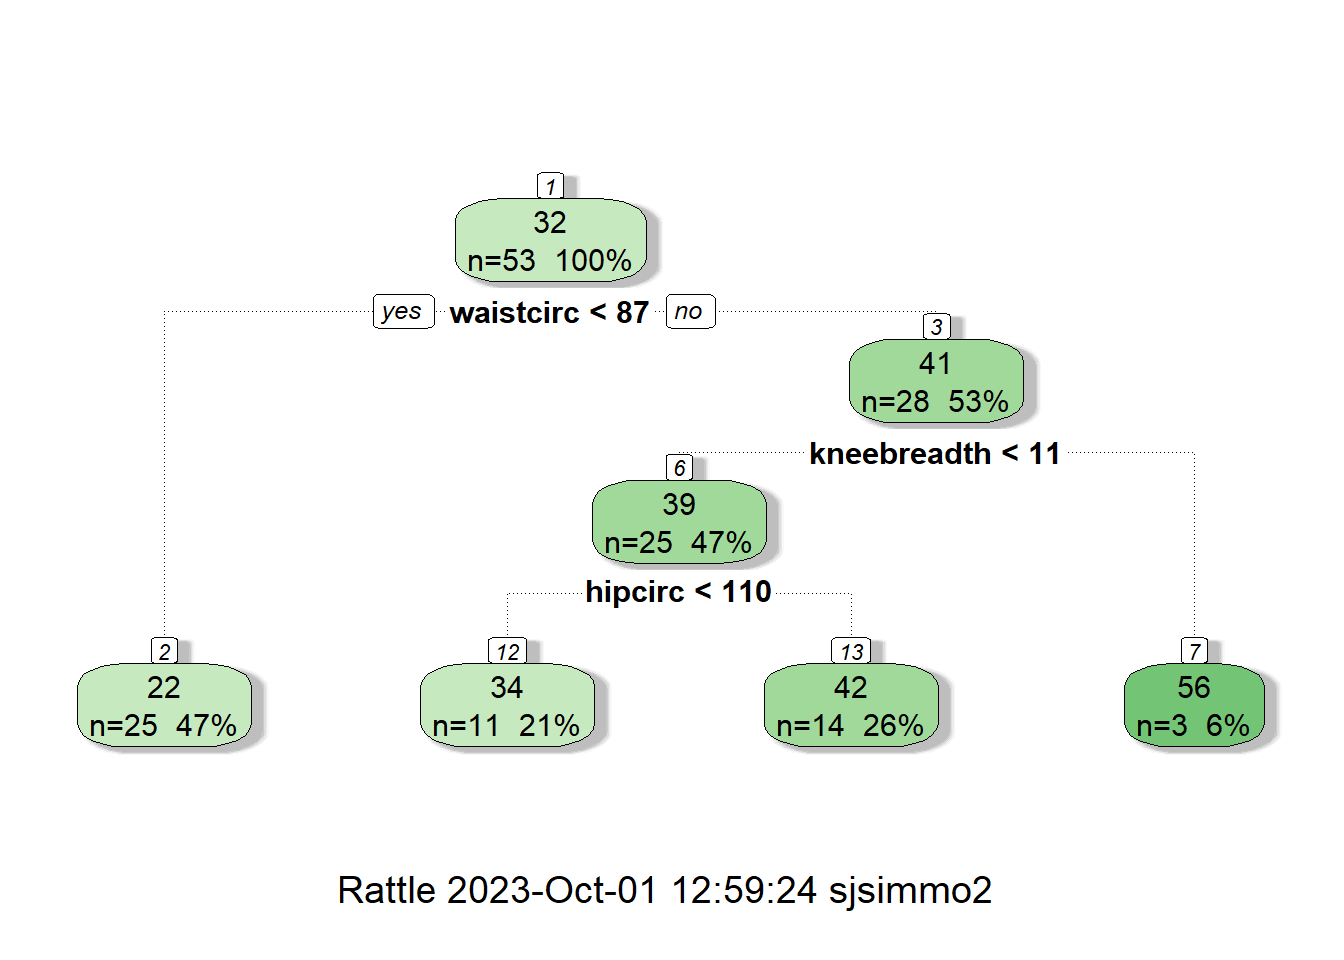 1
32
n=53 100%
yes waistcirc < 87 no
3
41
n=28 53%
kneebreadth < 11
6
39
n=25 47%
hipcirc < 110
2
22
n=25 47%
12
34
n=11 21%
13
42
n=14 26%
7
56
n=3 6%
Rattle 2023-Oct-01 12:59:24 sjsimmo2